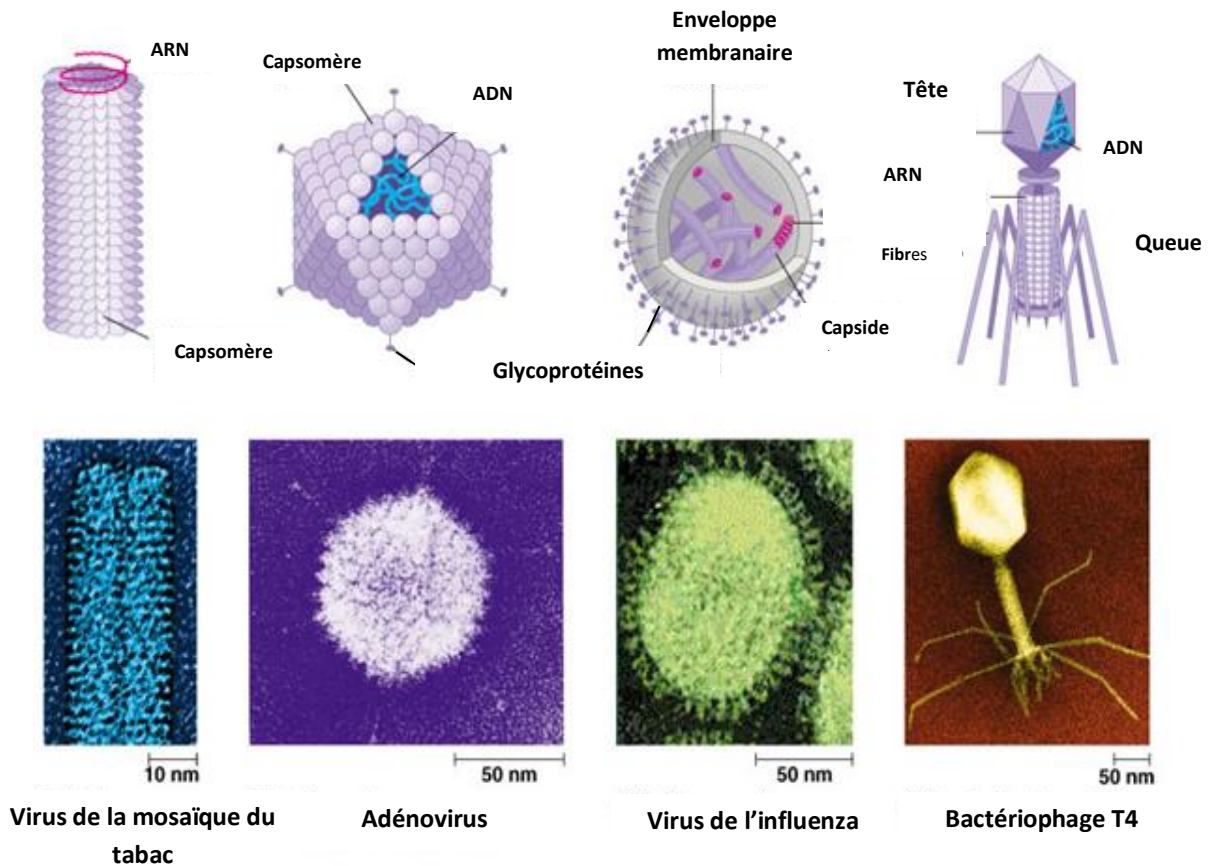 ARN
Capsomère
Capsomère
ADN
Glycoprotéines
Enveloppe
membranaire
Capside
Tête
ADN
ARN
Fibres
Queue
10 nm
50 nm
50 nm
50 nm
Virus de la mosaïque du
tabac
Adénovirus
Virus de l’influenza
Bactériophage T4